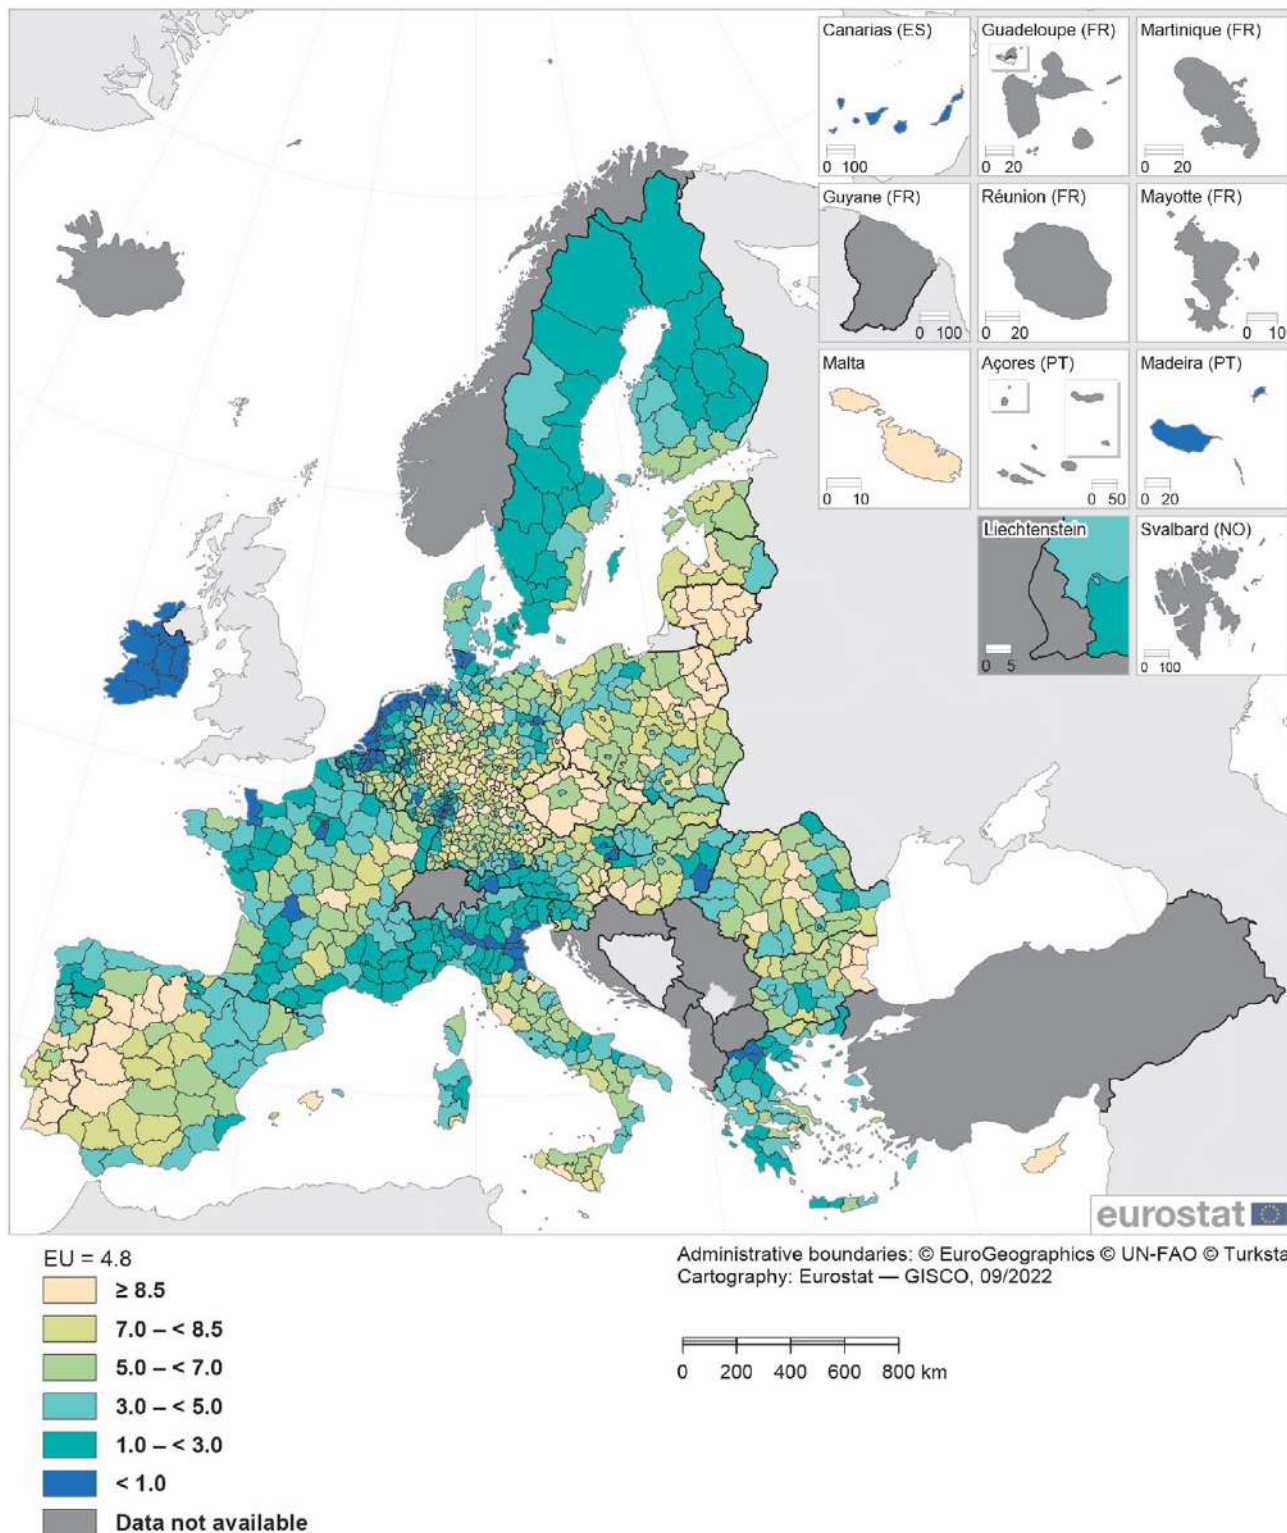 Canarias (ES)
0 100
Guadeloupe (FR)
0 20
Martinique (FR)
0 20
Guyane (FR)
0 100
Réunion (FR)
0 20
Mayotte (FR)
0 10
Malta
0 10
Açores (PT)
0 50
Madeira (PT)
0 20
Liechtenstein
0 5
Svalbard (NO)
0 100
eurostat
EU = 4.8
≥ 8.5
7.0 – < 8.5
5.0 – < 7.0
3.0 – < 5.0
1.0 – < 3.0
< 1.0
Data not available
Administrative boundaries: © EuroGeographics © UN-FAO © Turksta
Cartography: Eurostat — GISCO, 09/2022
0 200 400 600 800 km